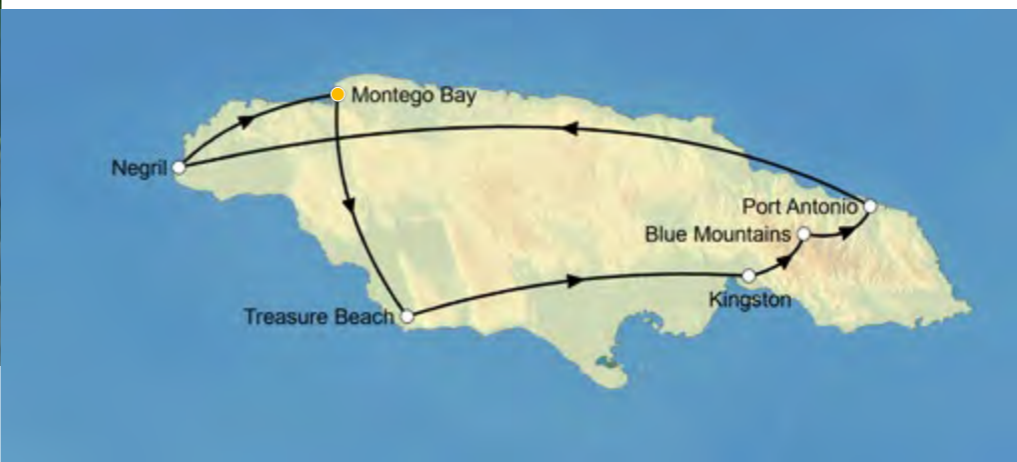 Montego Bay
Negril
Port Antonio
Blue Mountains
Kingston
Treasure Beach